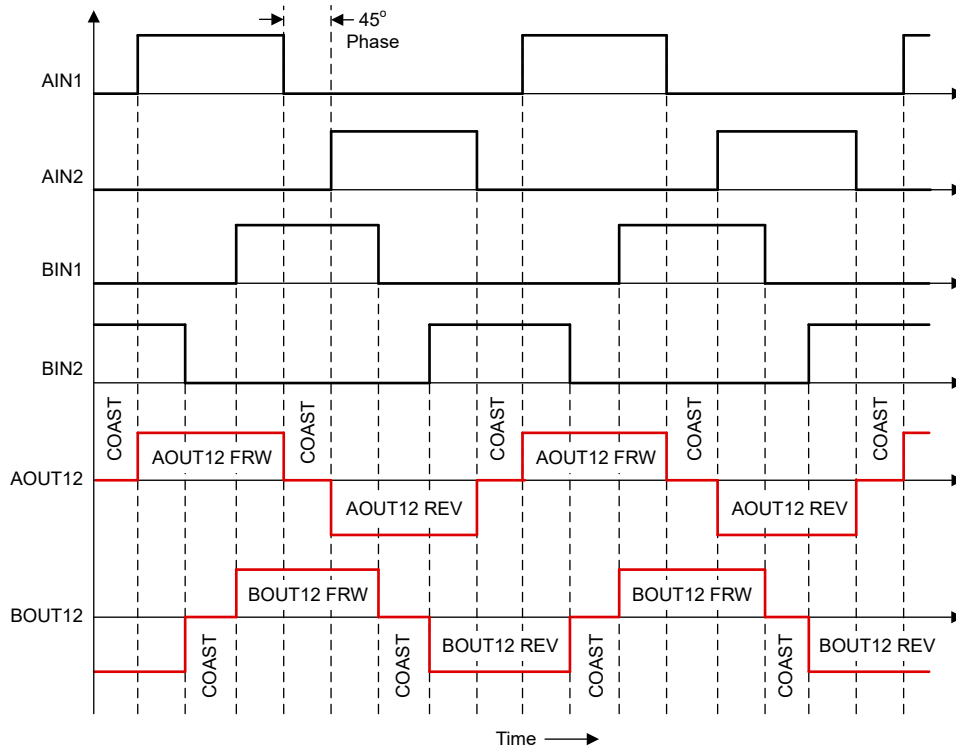 45o
Phase
AIN1
AIN2
BIN1
BIN2
COAST
COAST
COAST
COAST
COAST
AOUT12 FRW
AOUT12 FRW
AOUT12
AOUT12 REV
AOUT12 REV
BOUT12 FRW
BOUT12 FRW
BOUT12
COAST
COAST
COAST
COAST
BOUT12 REV
BOUT12 REV
Time